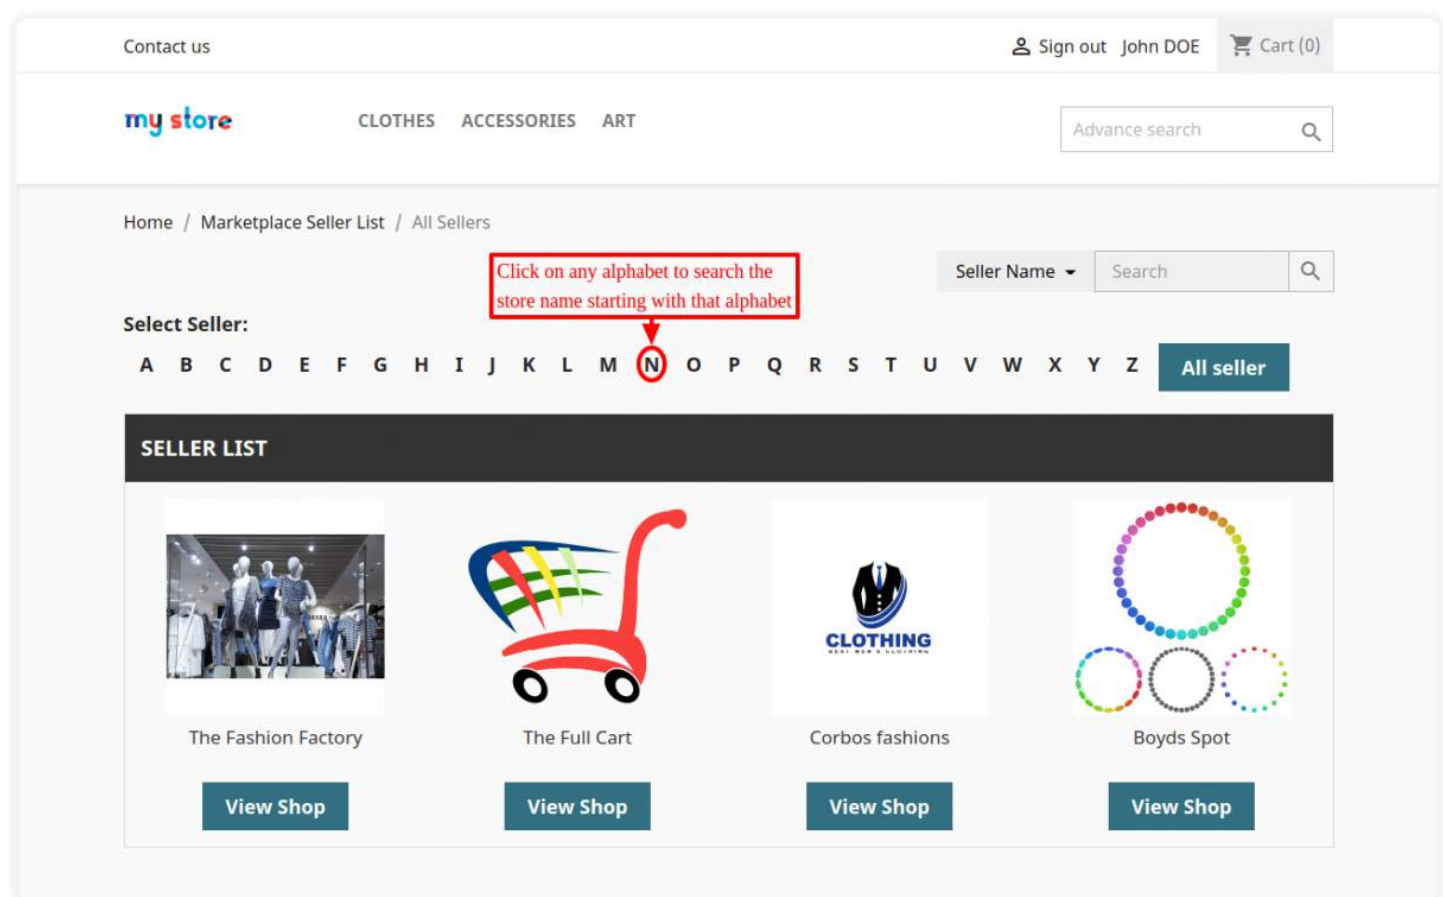 Contact us
Sign out John DOE Cart (0)
my store
CLOTHES ACCESSORIES ART
Advance search
Home / Marketplace Seller List / All Sellers
Click on any alphabet to search the
store name starting with that alphabet
Seller Name Search
Select Seller:
A B C D E F G H I J K L M N O P Q R S T U V W X Y Z All seller
SELLER LIST
CLOTHING
The Fashion Factory The Full Cart Corbos fashions Boyds Spot
View Shop View Shop View Shop View Shop